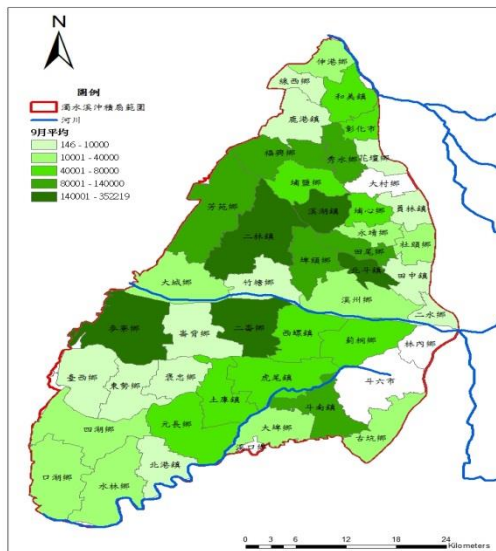 N
圖例
濁水溪沖積扇範圍
河川
9月平均
146 - 10000
10001 - 40000
40001 - 80000
80001 - 140000
140001 - 352219
伸港鄉
線西鄉
和美鎮
鹿港鎮
彰化市
福興鄉
秀水鄉
花壇鄉
芳苑鄉
埔鹽鄉
大村鄉
溪湖鎮
埔心鄉
員林鎮
永靖鄉
社頭鄉
二林鎮
埤頭鄉
田尾鄉
北斗鎮
田中鎮
大城鄉
竹塘鄉
溪州鄉
二水鄉
麥寮鄉
崙背鄉
二崙鄉
西螺鎮
莿桐鄉
林內鄉
臺西鄉
東勢鄉
褒忠鄉
虎尾鎮
土庫鎮
斗六市
斗南鎮
四湖鄉
元長鄉
大埤鄉
古坑鄉
溪口鄉
北港鎮
口湖鄉
水林鄉
0 3 6 12 18 24
Kilometers